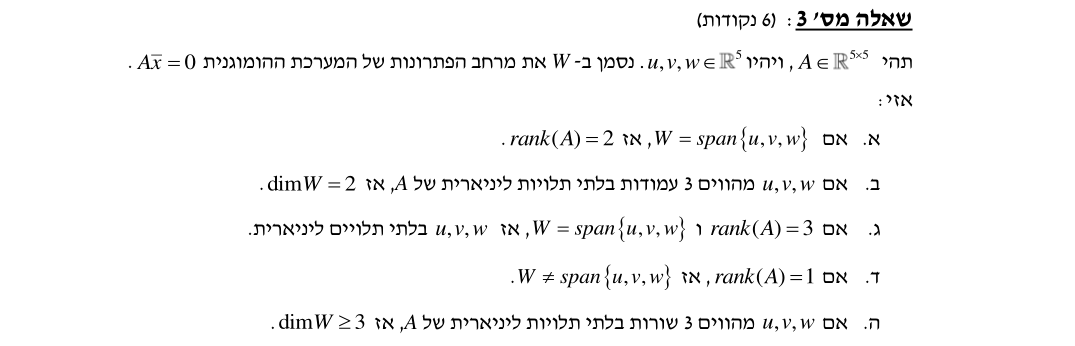 שאלה מס' 3 : (6 נקודות)
תהי A ∈ ℝ^{5×5} , ויהיו u, v, w ∈ ℝ^5 . נסמן ב- W את מרחב הפתרונות של המערכת ההומוגנית A\overline{x} = 0 .
אזי :
א. אם W = span{u, v, w} , אז rank(A) = 2 .
ב. אם u, v, w מהווים 3 עמודות בלתי תלויות ליניארית של A, אז dim W = 2 .
ג. אם rank(A) = 3 ו W = span{u, v, w} , אז u, v, w בלתי תלויים ליניארית.
ד. אם rank(A) = 1 , אז W ≠ span{u, v, w} .
ה. אם u, v, w מהווים 3 שורות בלתי תלויות ליניארית של A, אז dim W ≥ 3 .